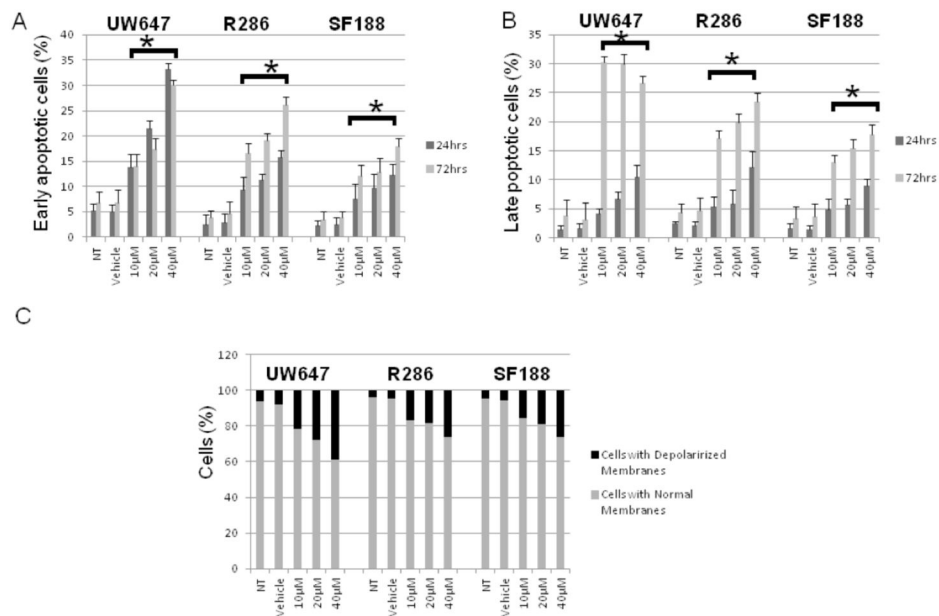 A
UW647 R286 SF188
*
*
*
Early apoptotic cells (%)
40
35
30
25
20
15
10
5
0
NT Vehicle 10µM 20µM 40µM NT Vehicle 10µM 20µM 40µM NT Vehicle 10µM 20µM 40µM
24hrs
72hrs
B
UW647 R286 SF188
*
*
*
Late poptotic cells (%)
35
30
25
20
15
10
5
0
NT Vehicle 10µM 20µM 40µM NT Vehicle 10µM 20µM 40µM NT Vehicle 10µM 20µM 40µM
24hrs
72hrs
C
UW647 R286 SF188
Cells (%)
120
100
80
60
40
20
0
NT Vehicle 10µM 20µM 40µM NT Vehicle 10µM 20µM 40µM NT Vehicle 10µM 20µM 40µM
Cells with Depolarirized
Membranes
Cells with Normal
Membranes